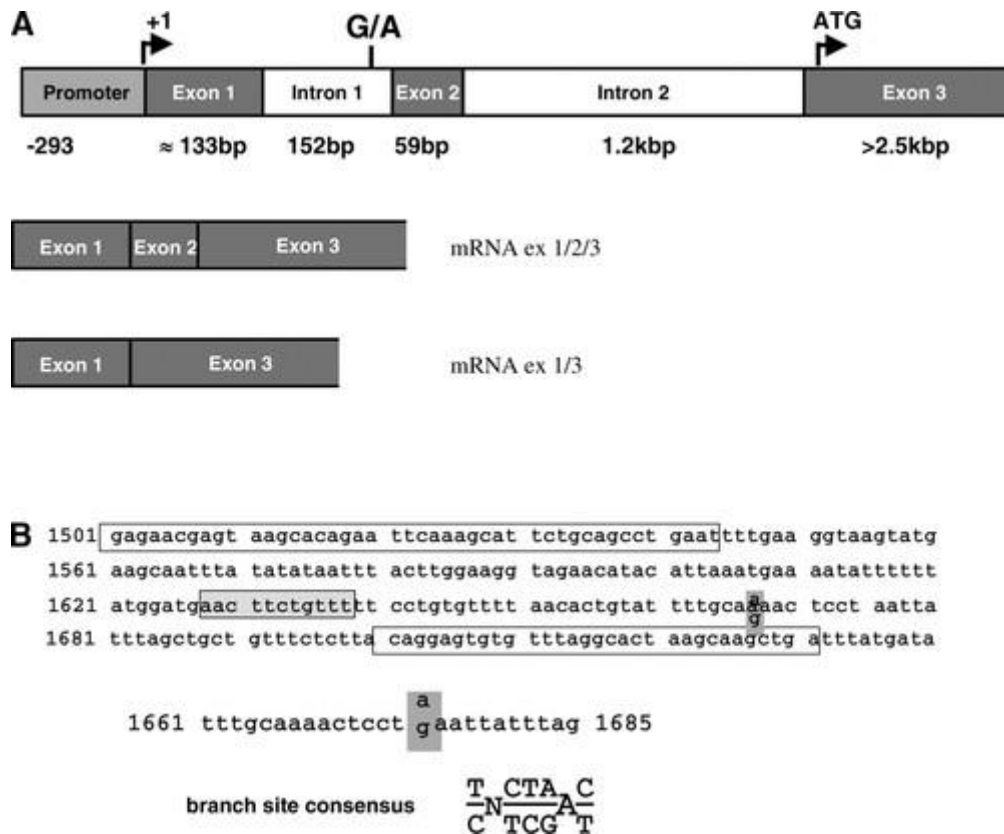 A
+1
G/A
ATG
Promoter Exon 1 Intron 1 Exon 2 Intron 2 Exon 3
-293 ≈ 133bp 152bp 59bp 1.2kbp >2.5kbp
Exon 1 Exon 2 Exon 3 mRNA ex 1/2/3
Exon 1 Exon 3 mRNA ex 1/3
B
1501 gagaacgagt aagcacagaa ttcaaagcat tctgcagcct gaattttgaa ggtaagtatg
1561 aagcaattta tatataattt acttggaagg tagaacatac attaaatgaa aatatttttt
a
1621 atggatgaac ttctgttttt cctgtgtttt aacactgtat tttgcaaaac tcct aatta
g
1681 tttagctgct gtttctctta caggagtgtg tttaggcact aagcaagctg atttatgata
a
1661 tttgcaaaactcct g aattatttag 1685
T CTA C
branch site consensus N A
C TCG T